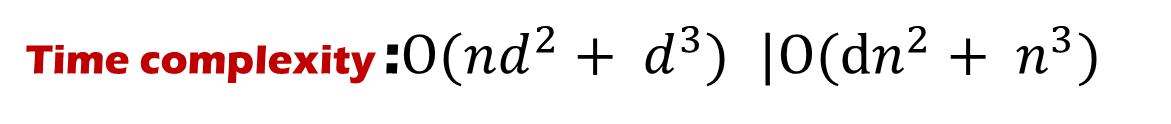 Time complexity :O(nd² + d³) |O(dn² + n³)